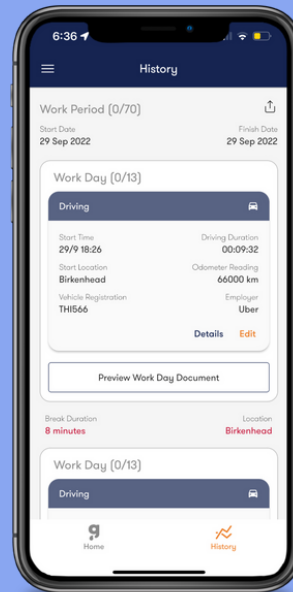 6:36
History
Work Period (0/70)
Start Date Finish Date
29 Sep 2022 29 Sep 2022
Work Day (0/13)
Driving
Start Time Driving Duration
29/9 18:26 00:09:32
Start Location Odometer Reading
Birkenhead 66000 km
Vehicle Registration Employer
THI566 Uber
Details Edit
Preview Work Day Document
Break Duration Location
8 minutes Birkenhead
Work Day (0/13)
Driving
g
Home History